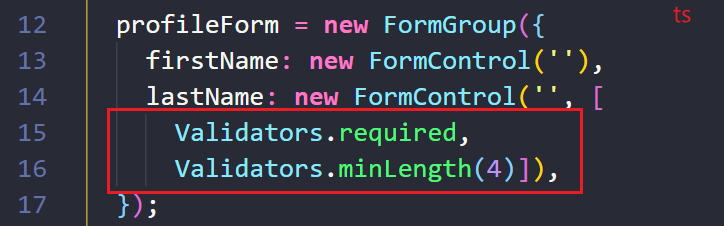 12 profileForm = new FormGroup({
ts
13 firstName: new FormControl(''),
14 lastName: new FormControl('', [
15 Validators.required,
16 Validators.minLength(4)]),
17 });